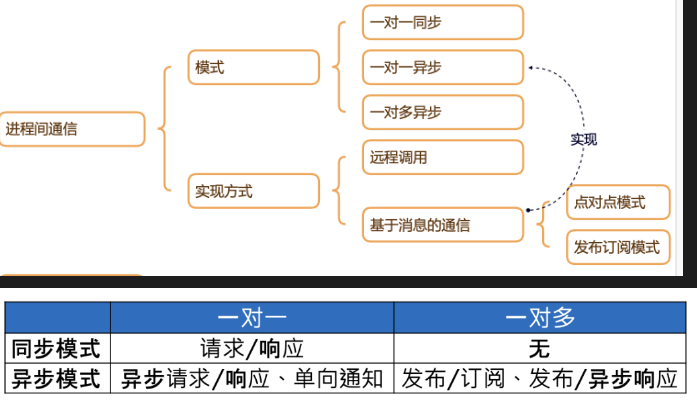 一对一同步
模式
一对一异步
一对多异步
进程间通信
实现
远程调用
实现方式
点对点模式
基于消息的通信
发布订阅模式
一对一 一对多
同步模式 请求/响应 无
异步模式 异步请求/响应、单向通知 发布/订阅、发布/异步响应